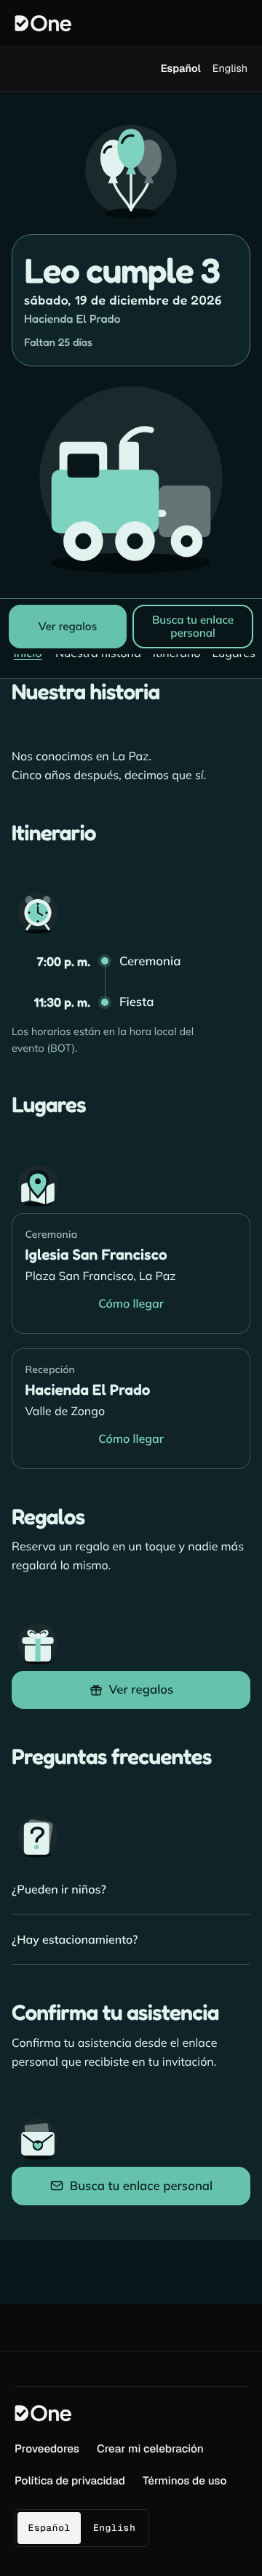 One
Español English
Leo cumple 3
sábado, 19 de diciembre de 2026
Hacienda El Prado
Faltan 25 días
Ver regalos
Busca tu enlace
personal
Inicio Nuestra historia Itinerario Lugares
Nuestra historia
Nos conocimos en La Paz.
Cinco años después, decimos que sí.
Itinerario
7:00 p. m. Ceremonia
11:30 p. m. Fiesta
Los horarios están en la hora local del
evento (BOT).
Lugares
Ceremonia
Iglesia San Francisco
Plaza San Francisco, La Paz
Cómo llegar
Recepción
Hacienda El Prado
Valle de Zongo
Cómo llegar
Regalos
Reserva un regalo en un toque y nadie más
regalará lo mismo.
Ver regalos
Preguntas frecuentes
?
¿Pueden ir niños?
¿Hay estacionamiento?
Confirma tu asistencia
Confirma tu asistencia desde el enlace
personal que recibiste en tu invitación.
Busca tu enlace personal
One
Proveedores Crear mi celebración
Política de privacidad Términos de uso
Español English